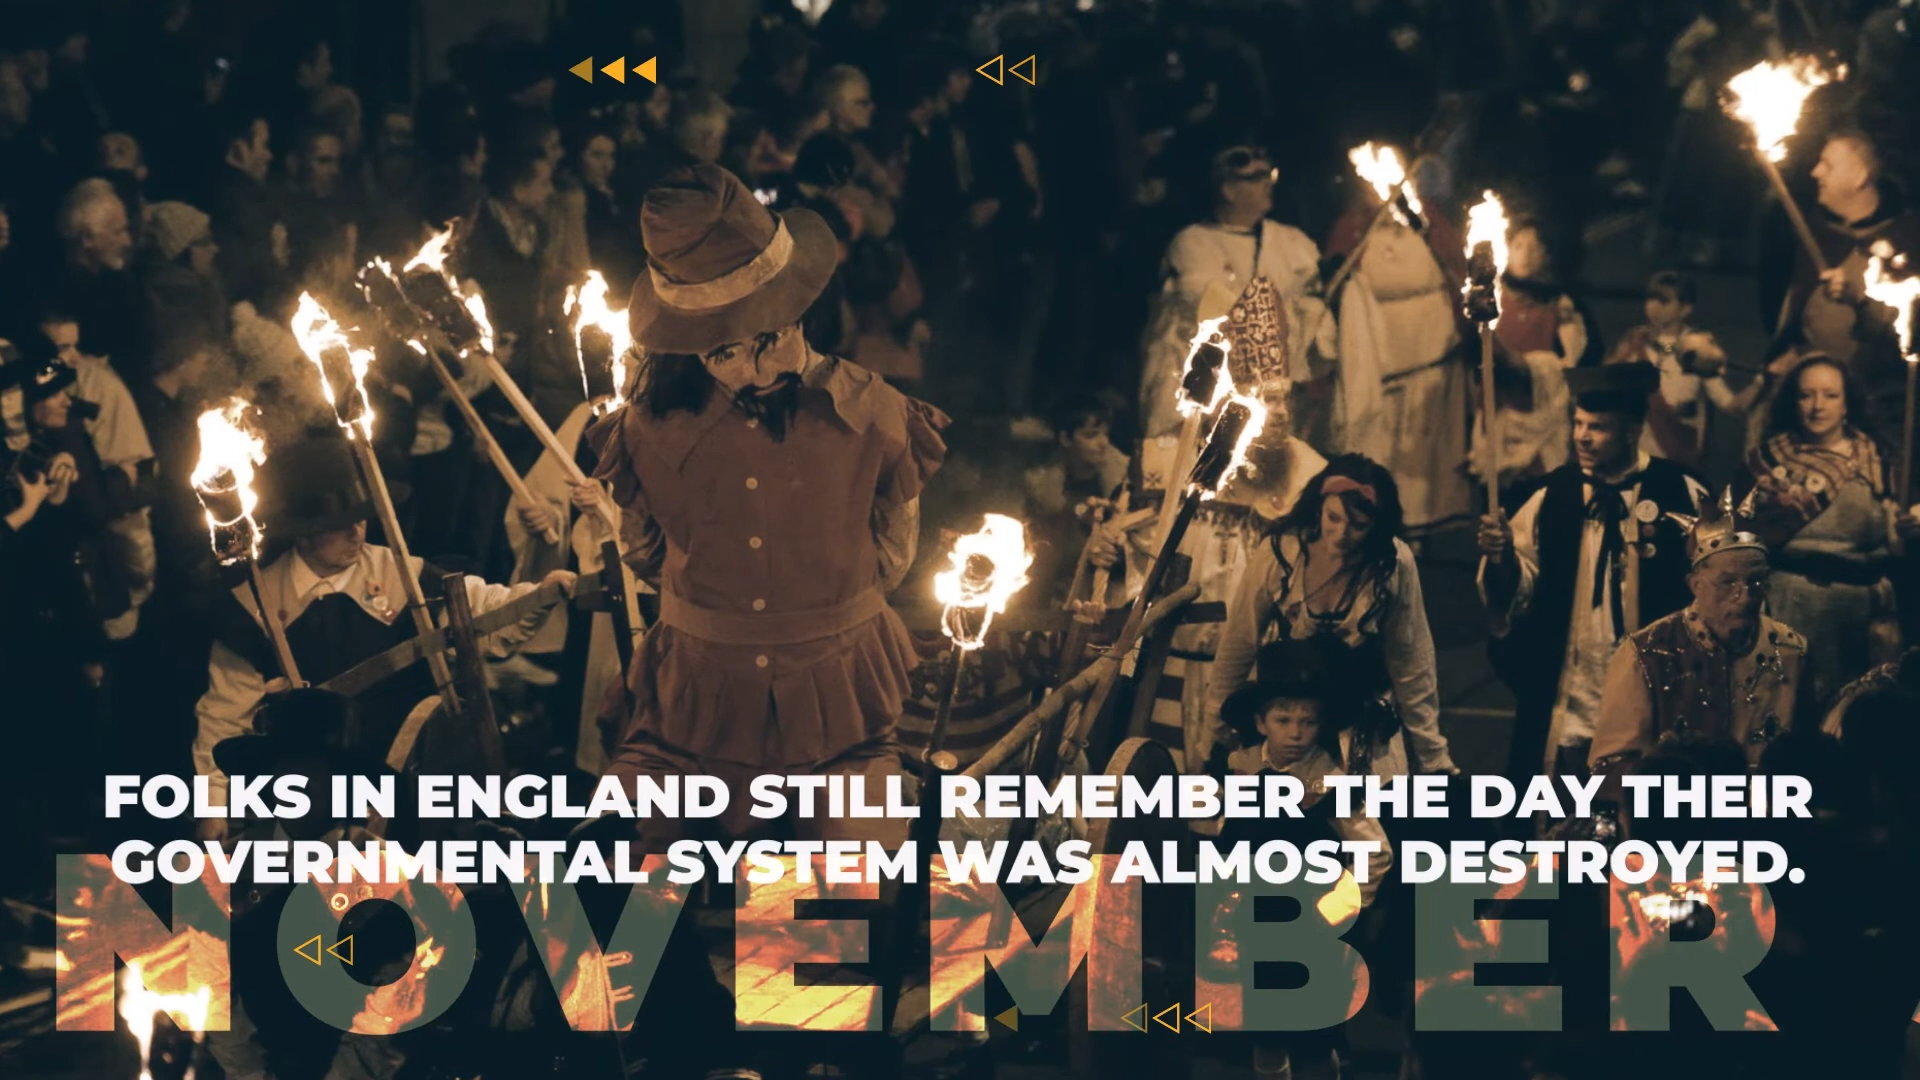 FOLKS IN ENGLAND STILL REMEMBER THE DAY THEIR
GOVERNMENTAL SYSTEM WAS ALMOST DESTROYED.
NOVEMBER